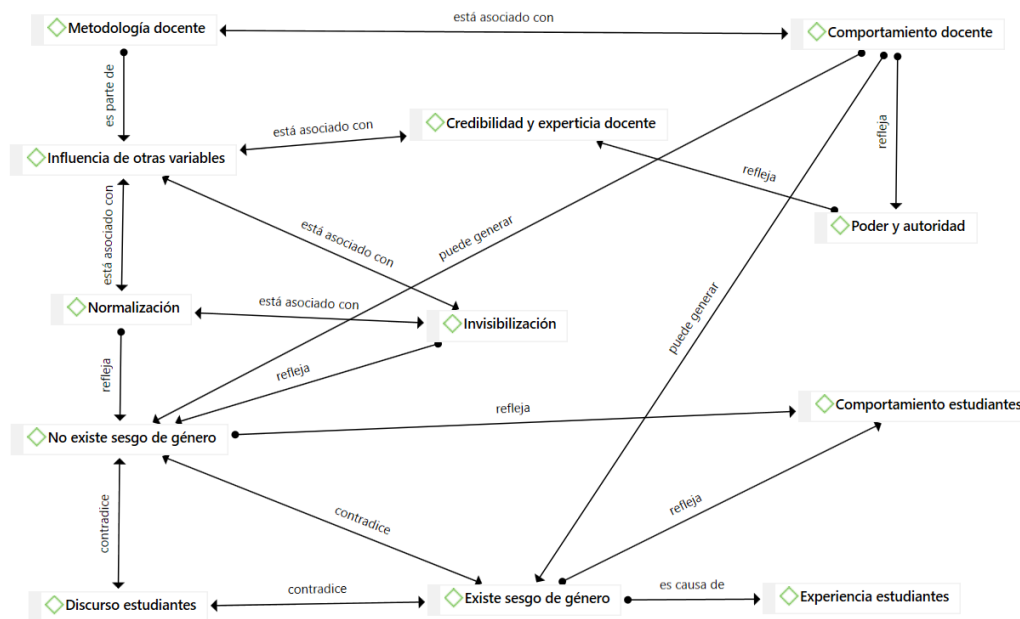 está asociado con
Metodología docente
Comportamiento docente
es parte de
está asociado con
Credibilidad y experticia docente
refleja
Influencia de otras variables
refleja
está asociado con
está asociado con
puede generar
Poder y autoridad
Normalización
está asociado con
Invisibilización
puede generar
refleja
refleja
refleja
Comportamiento estudiantes
No existe sesgo de género
contradice
contradice
refleja
Discurso estudiantes
contradice
Existe sesgo de género
es causa de
Experiencia estudiantes